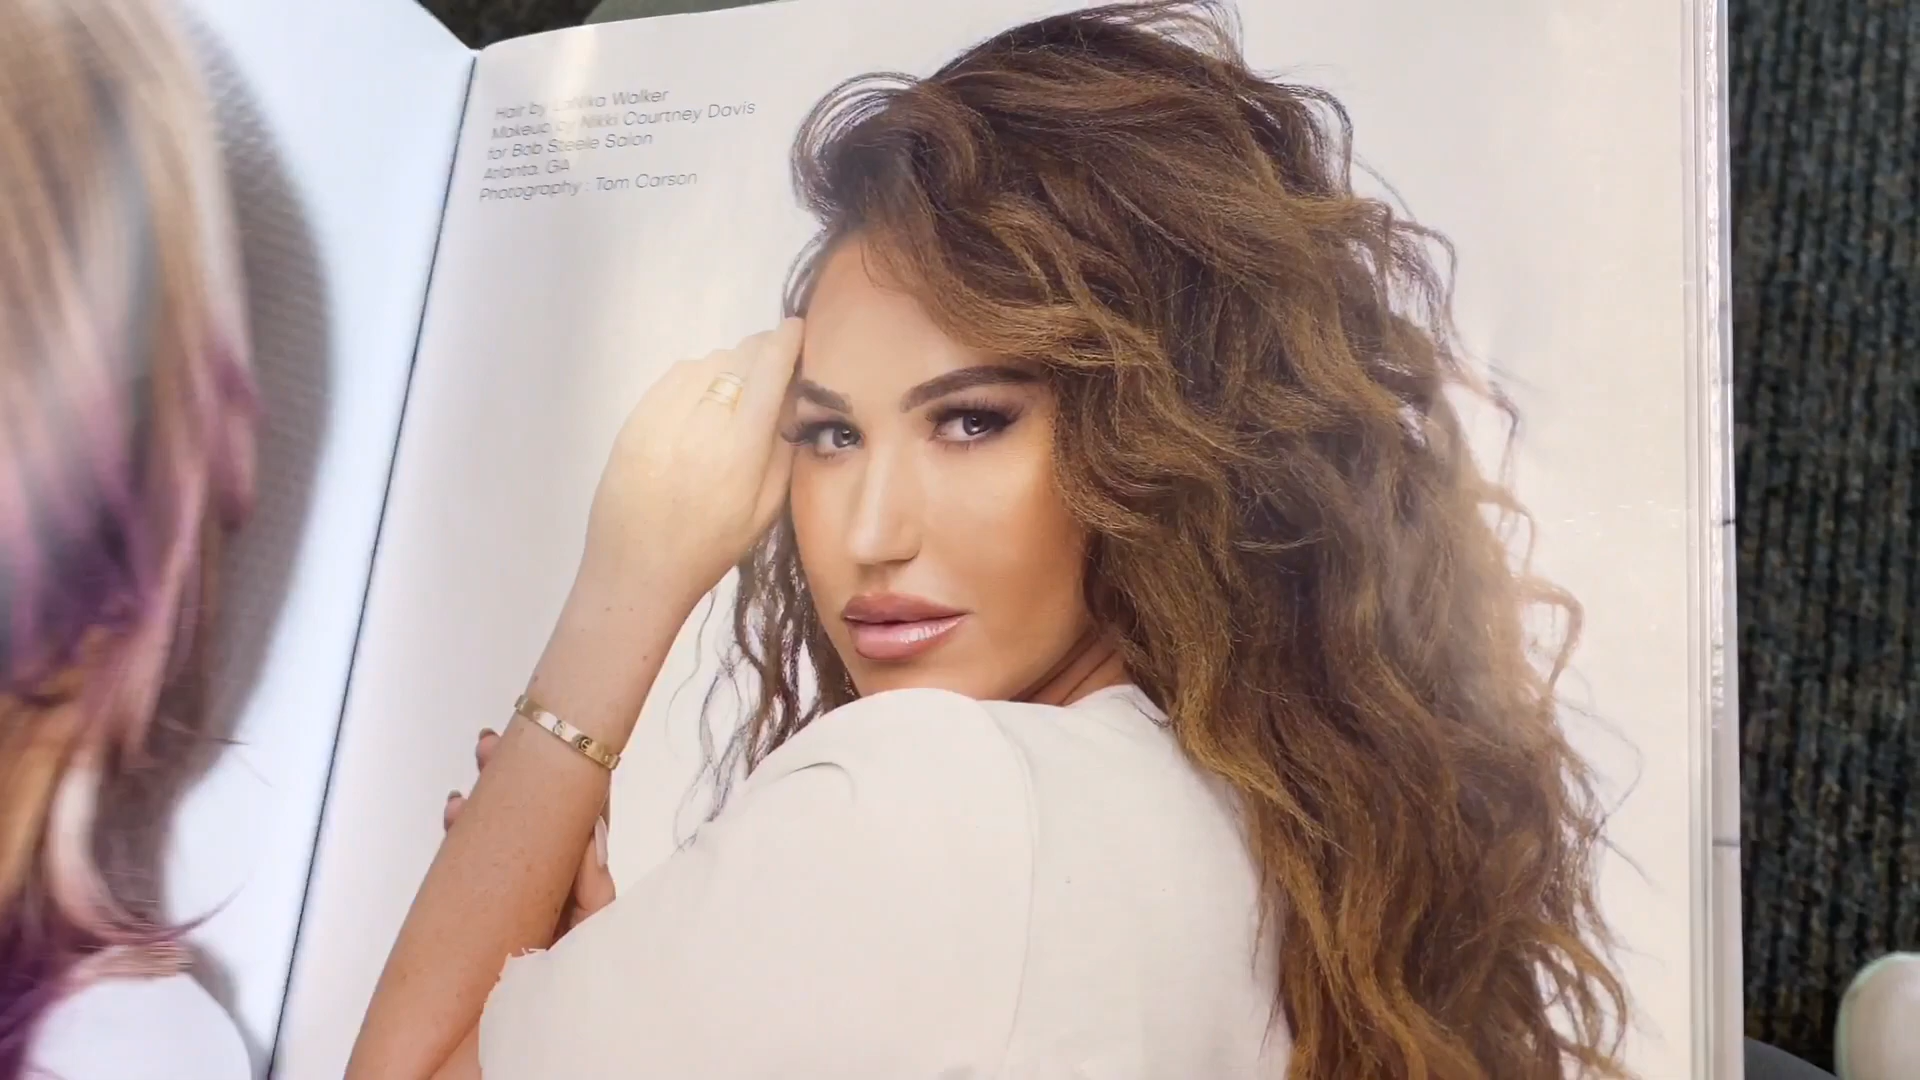 Hair by LaNika Walker
Makeup by Nikki Courtney Davis
for Bob Steele Salon
Atlanta, GA
Photography : Tom Carson